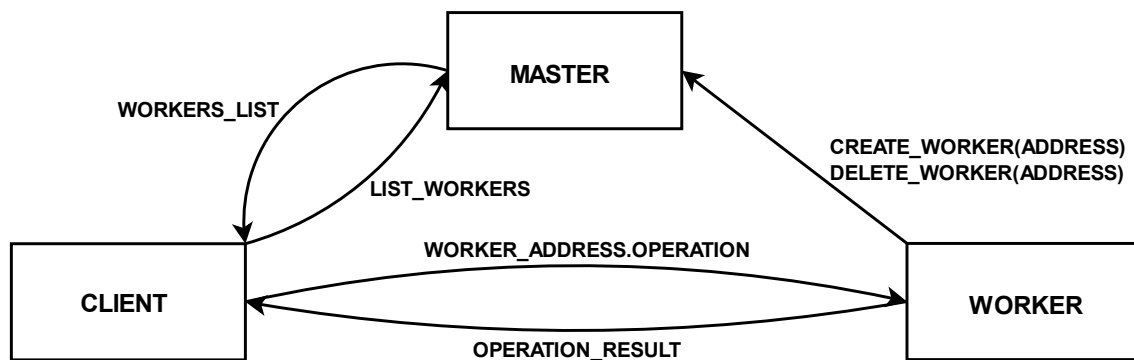 MASTER
WORKERS_LIST
CREATE_WORKER(ADDRESS)
DELETE_WORKER(ADDRESS)
LIST_WORKERS
WORKER_ADDRESS.OPERATION
CLIENT
WORKER
OPERATION_RESULT